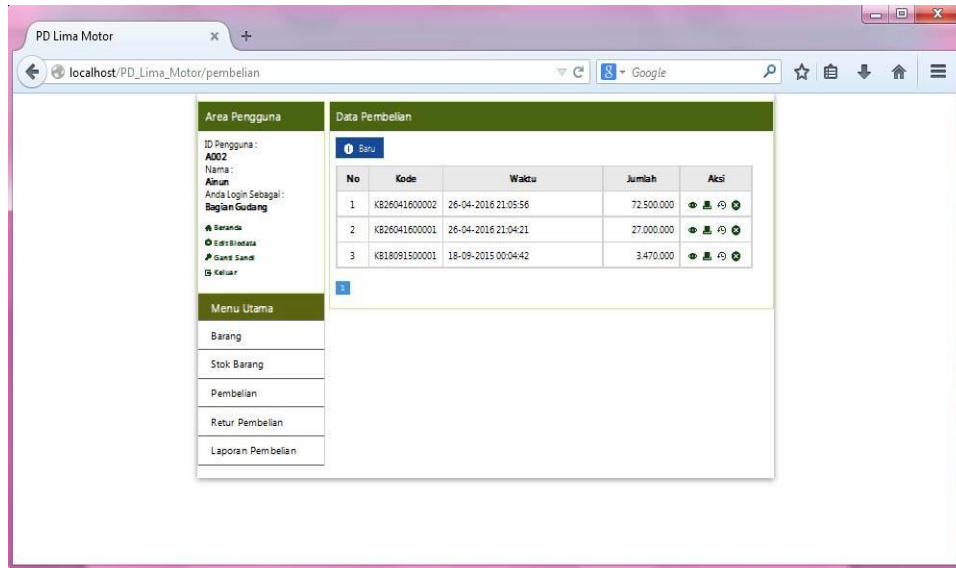 PD Lima Motor
localhost/PD_Lima_Motor/pembelian
Google
Area Pengguna
ID Pengguna :
A002
Nama :
Ainun
Anda Login Sebagai :
Bagian Gudang
Beranda
Edit Biodata
Ganti Sandi
Keluar
Menu Utama
Barang
Stok Barang
Pembelian
Retur Pembelian
Laporan Pembelian
Data Pembelian
Baru
No Kode Waktu Jumlah Aksi
1 KB26041600002 26-04-2016 21:05:56 72.500.000
2 KB26041600001 26-04-2016 21:04:21 27.000.000
3 KB18091500001 18-09-2015 00:04:42 3.470.000
1